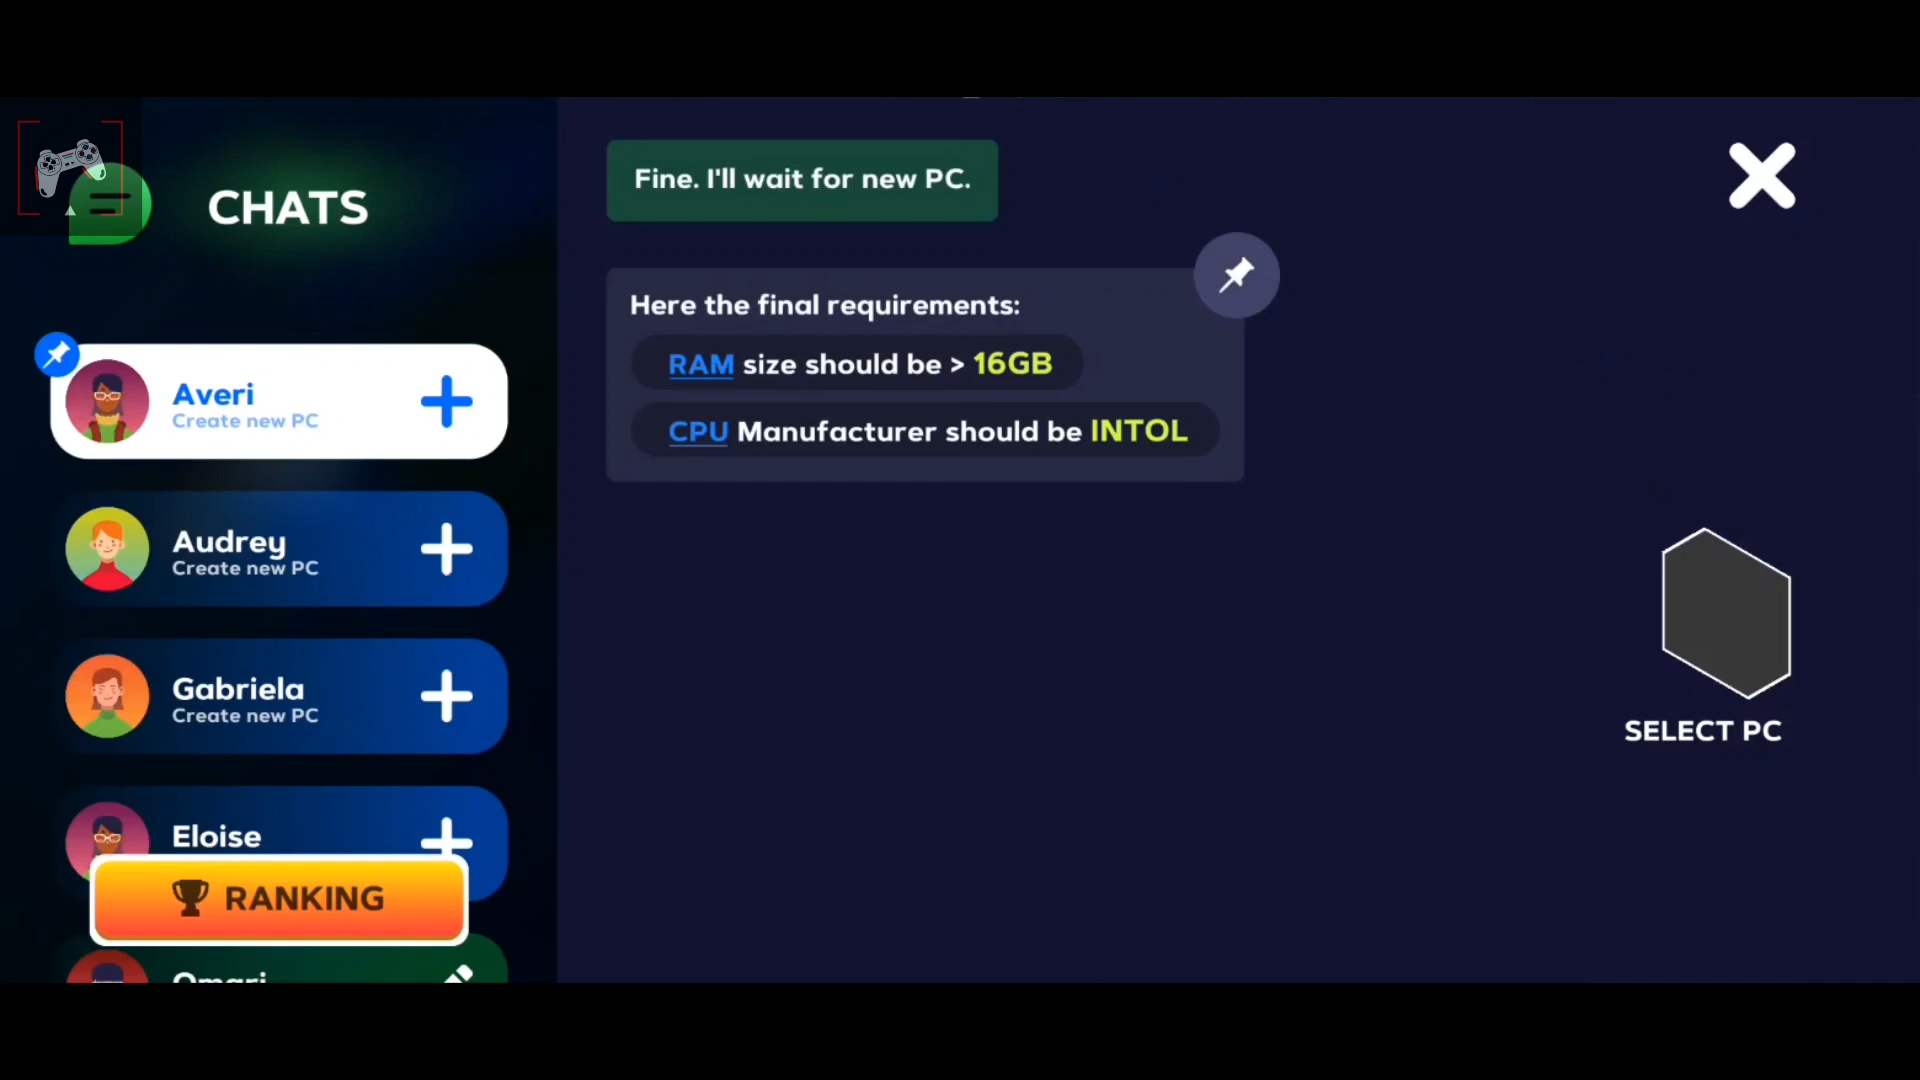 CHATS
Averi
Create new PC
Audrey
Create new PC
Gabriela
Create new PC
Eloise
RANKING
Omari
Fine. I'll wait for new PC.
Here the final requirements:
RAM size should be > 16GB
CPU Manufacturer should be INTOL
SELECT PC